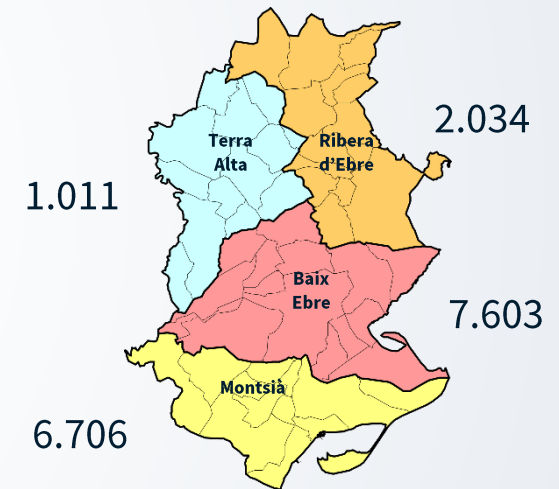 2.034
Terra
Alta
Ribera
d'Ebre
1.011
Baix
Ebre
7.603
Montsià
6.706